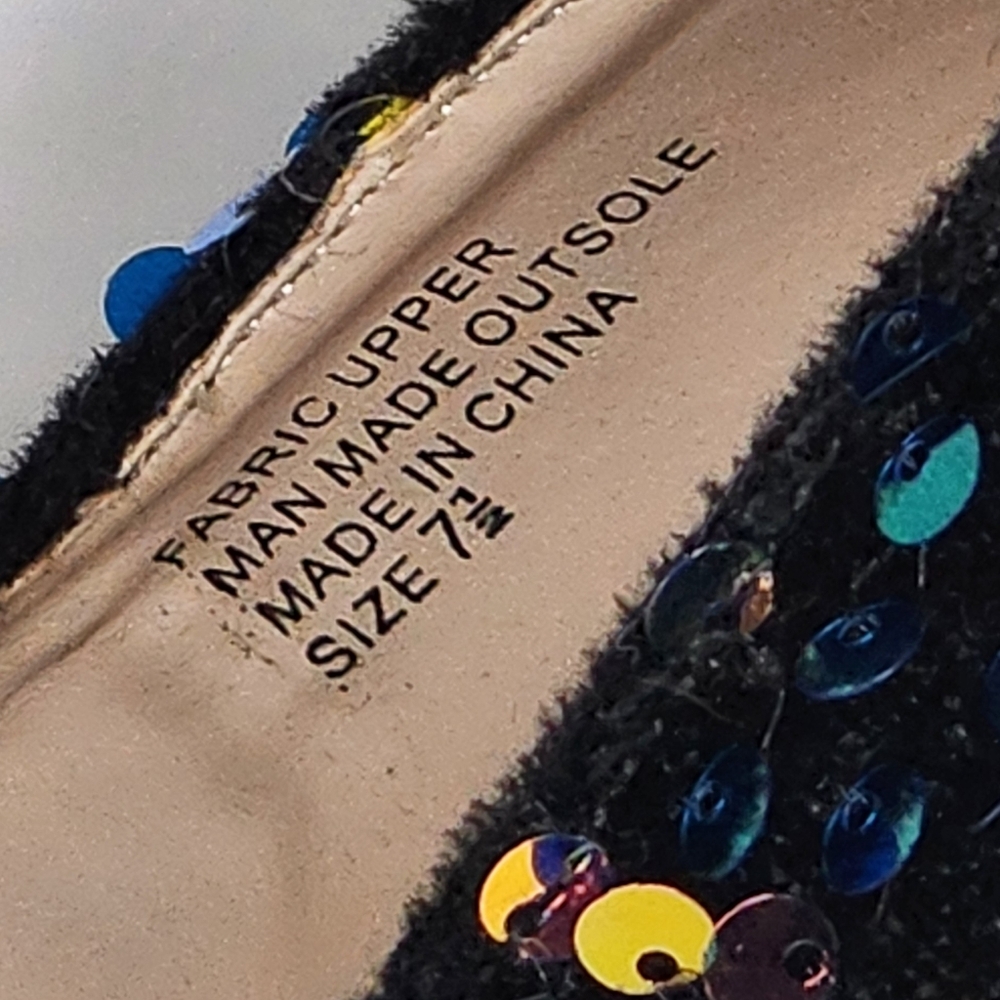 FABRIC UPPER
MAN MADE OUTSOLE
MADE IN CHINA
SIZE 7½